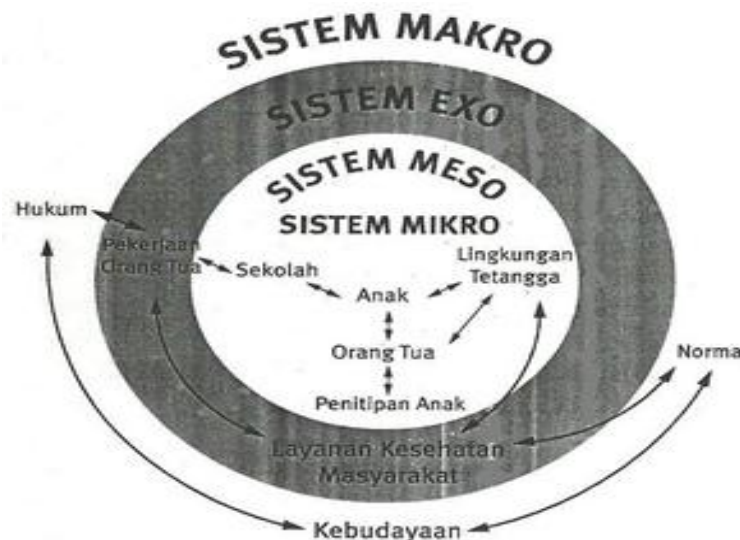 SISTEM MAKRO
SISTEM EXO
SISTEM MESO
SISTEM MIKRO
Hukum
Pekerjaan
Orang Tua
Sekolah
Lingkungan
Tetangga
Anak
Orang Tua
Norma
Penitipan Anak
Layanan Kesehatan
Masyarakat
Kebudayaan